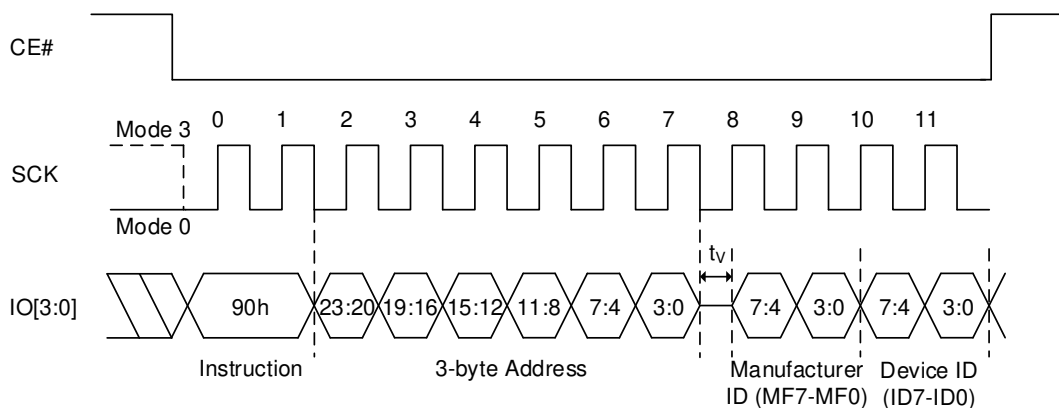 CE#
0 1 2 3 4 5 6 7 8 9 10 11
Mode 3
SCK
Mode 0
tV
IO[3:0] 90h 23:20 19:16 15:12 11:8 7:4 3:0 7:4 3:0 7:4 3:0
Instruction 3-byte Address Manufacturer Device ID
ID (MF7-MF0) (ID7-ID0)